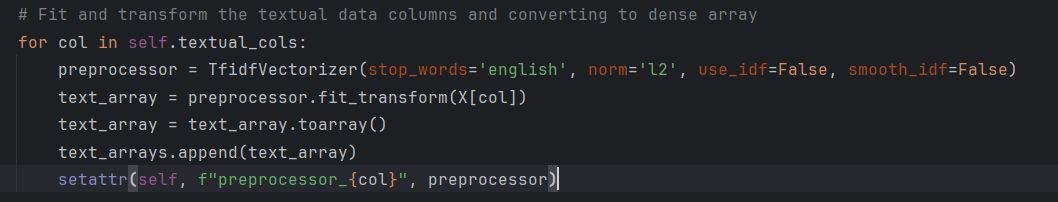 # Fit and transform the textual data columns and converting to dense array
for col in self.textual_cols:
    preprocessor = TfidfVectorizer(stop_words='english', norm='l2', use_idf=False, smooth_idf=False)
    text_array = preprocessor.fit_transform(X[col])
    text_array = text_array.toarray()
    text_arrays.append(text_array)
    setattr(self, f"preprocessor_{col}", preprocessor)